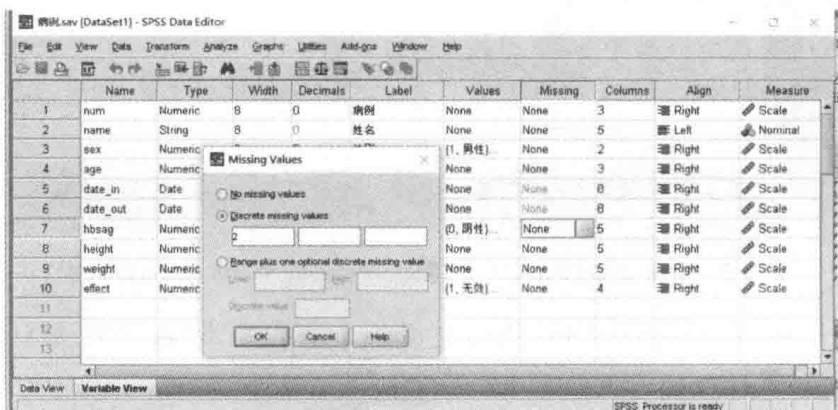 病例.sav [DataSet1] - SPSS Data Editor
File Edit View Data Transform Analyze Graphs Utilities Add-ons Window Help
Name Type Width Decimals Label Values Missing Columns Align Measure
1 num Numeric 8 0 病例 None None 3 Right Scale
2 name String 8 0 姓名 None None 5 Left Nominal
3 sex Numeric {1, 男性}... None 2 Right Scale
4 age Numeric None None 3 Right Scale
5 date_in Date None None 8 Right Scale
6 date_out Date None None 8 Right Scale
7 hbsag Numeric {0, 阴性}... None 5 Right Scale
8 height Numeric None None 5 Right Scale
9 weight Numeric None None 5 Right Scale
10 effect Numeric {1, 无效}... None 4 Right Scale
11
12
13
Missing Values
No missing values
Discrete missing values
2
Range plus one optional discrete missing value
Low: High:
Discrete value:
OK Cancel Help
Data View Variable View
SPSS Processor is ready